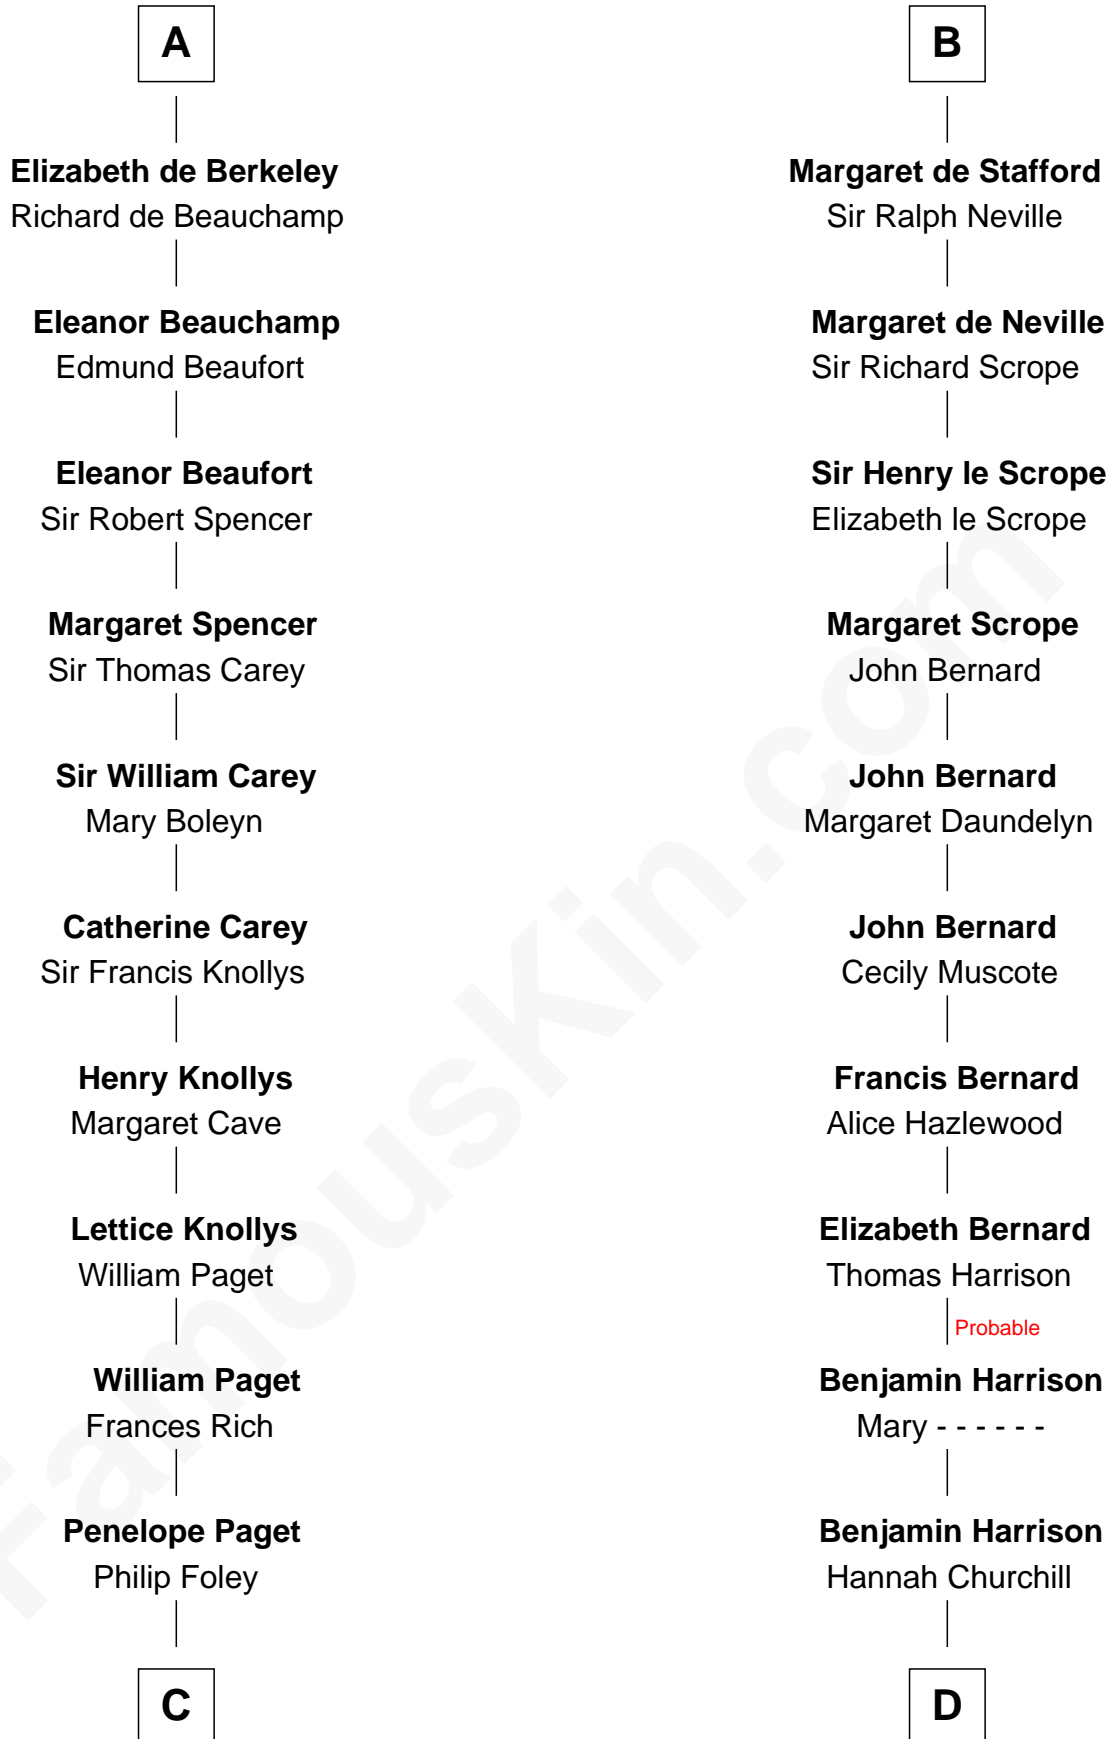 A
Elizabeth de Berkeley
Richard de Beauchamp
Eleanor Beauchamp
Edmund Beaufort
Eleanor Beaufort
Sir Robert Spencer
Margaret Spencer
Sir Thomas Carey
Sir William Carey
Mary Boleyn
Catherine Carey
Sir Francis Knollys
Henry Knollys
Margaret Cave
Lettice Knollys
William Paget
William Paget
Frances Rich
Penelope Paget
Philip Foley
C
B
Margaret de Stafford
Sir Ralph Neville
Margaret de Neville
Sir Richard Scrope
Sir Henry le Scrope
Elizabeth le Scrope
Margaret Scrope
John Bernard
John Bernard
Margaret Daundelyn
John Bernard
Cecily Muscote
Francis Bernard
Alice Hazlewood
Elizabeth Bernard
Thomas Harrison
Probable
Benjamin Harrison
Mary - - - - - -
Benjamin Harrison
Hannah Churchill
D
FamousKin.com